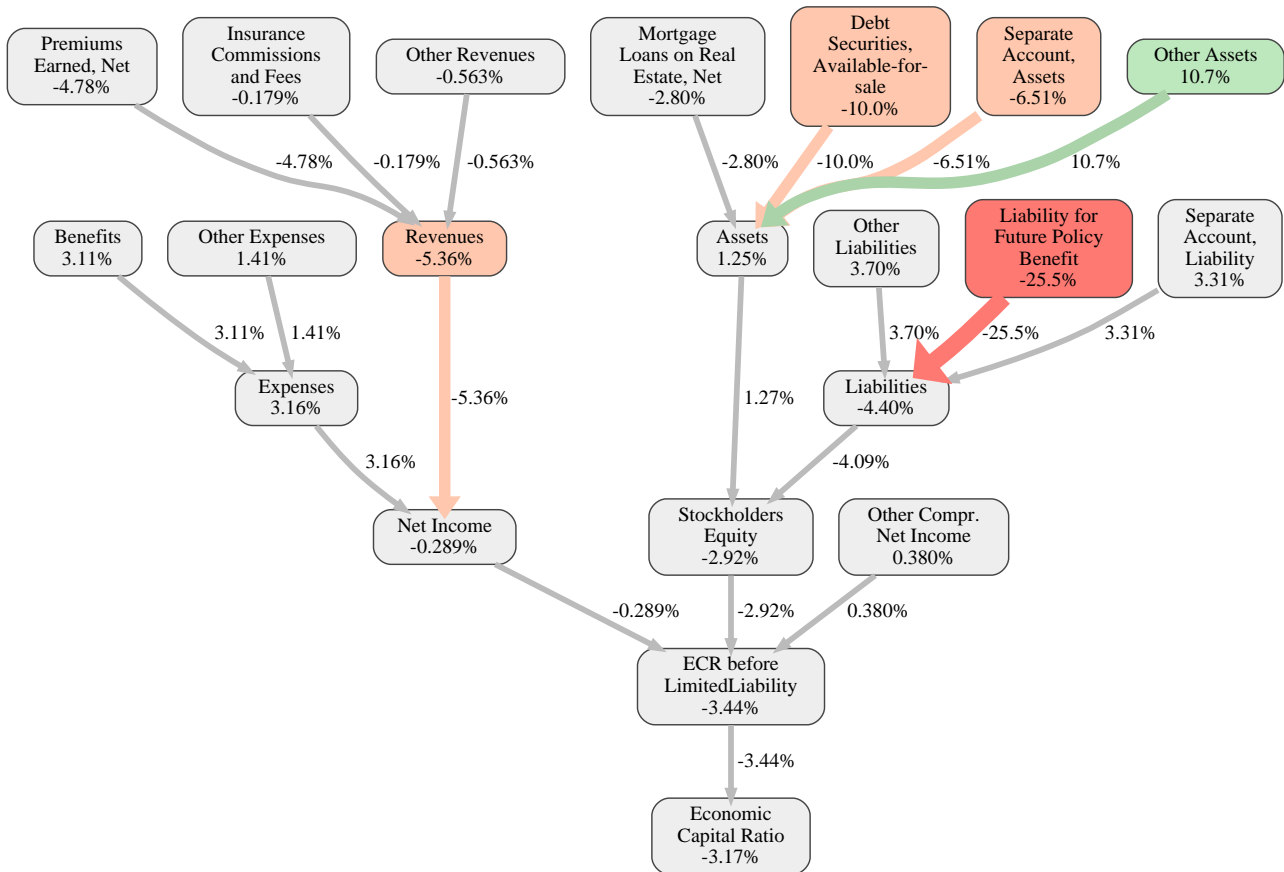 Premiums
Earned, Net
-4.78%
Insurance
Commissions
and Fees
-0.179%
Other Revenues
-0.563%
Mortgage
Loans on Real
Estate, Net
-2.80%
Debt
Securities,
Available-for-
sale
-10.0%
Separate
Account,
Assets
-6.51%
Other Assets
10.7%
-4.78%
-0.179%
-0.563%
-2.80%
-10.0%
-6.51%
10.7%
Benefits
3.11%
Other Expenses
1.41%
Revenues
-5.36%
Assets
1.25%
Other
Liabilities
3.70%
Liability for
Future Policy
Benefit
-25.5%
Separate
Account,
Liability
3.31%
3.11%
1.41%
3.70%
-25.5%
3.31%
Expenses
3.16%
-5.36%
1.27%
Liabilities
-4.40%
3.16%
-4.09%
Net Income
-0.289%
Stockholders
Equity
-2.92%
Other Compr.
Net Income
0.380%
-0.289%
-2.92%
0.380%
ECR before
LimitedLiability
-3.44%
-3.44%
Economic
Capital Ratio
-3.17%